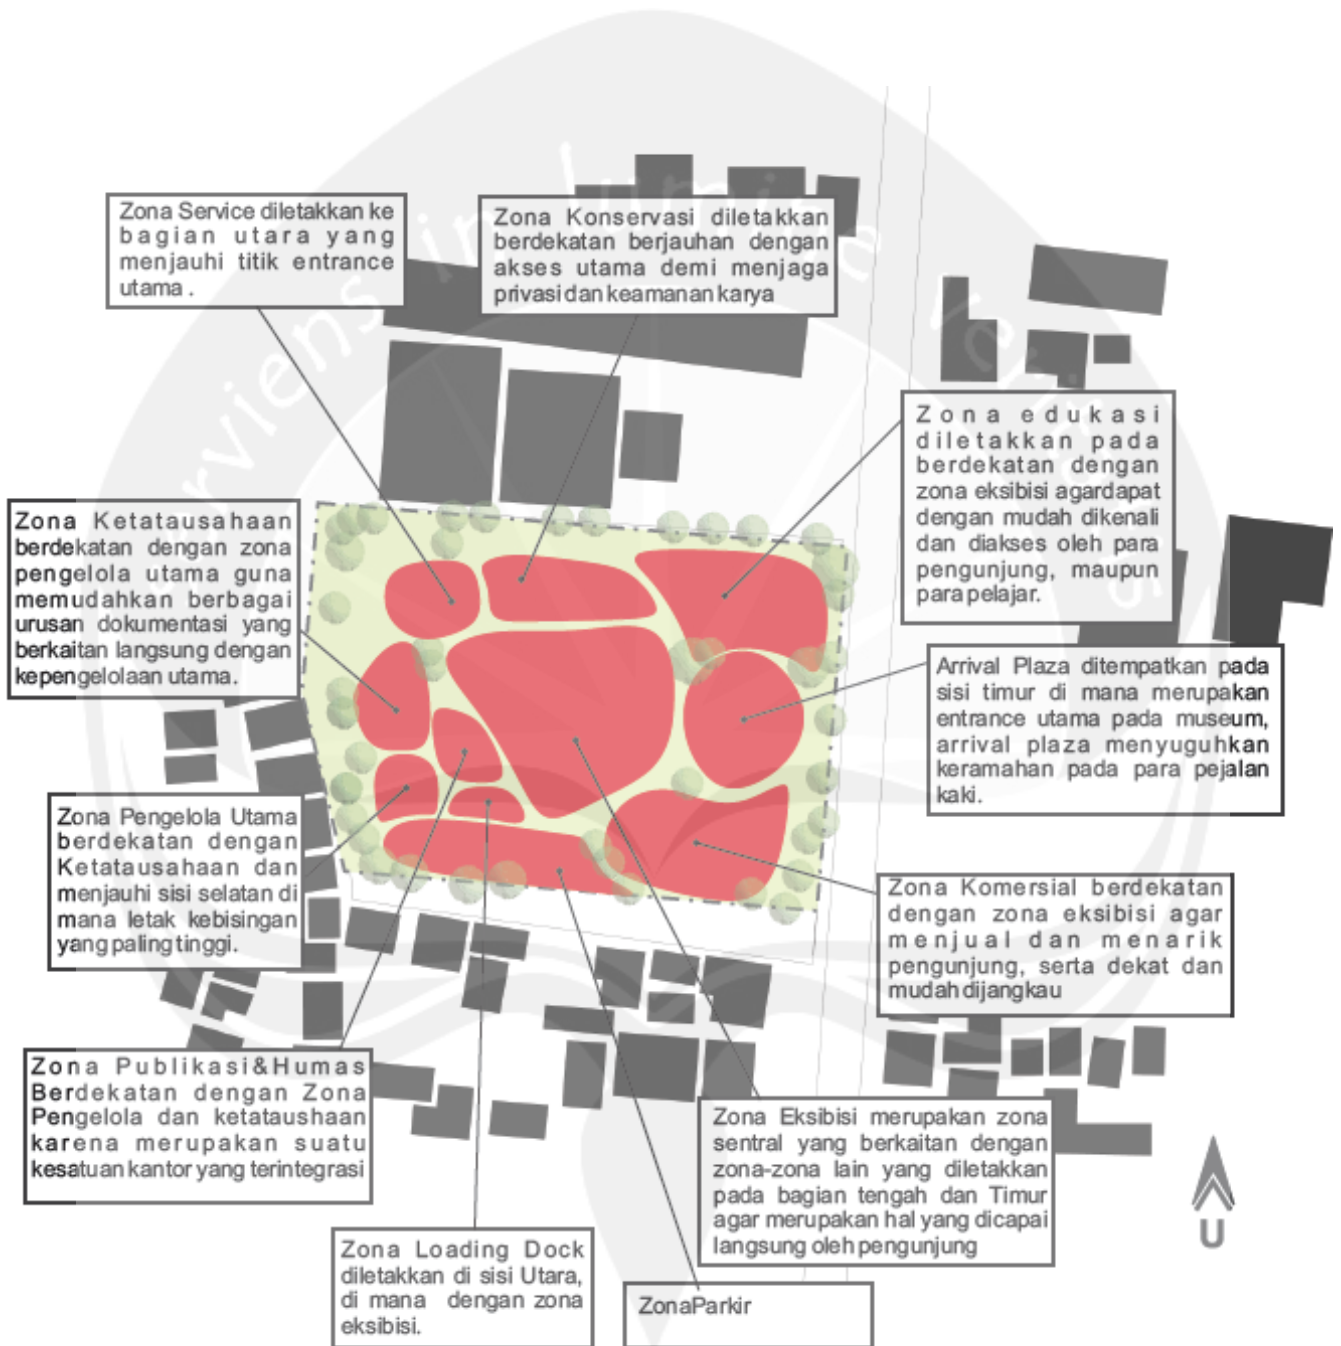 serviens in lumine veritatis
Zona Service diletakkan ke
bagian utara yang
menjauhi titik entrance
utama .
Zona Konservasi diletakkan
berdekatan berjauhan dengan
akses utama demi menjaga
privasi dan keamanan karya
Zona edukasi
diletakkan pada
berdekatan dengan
zona eksibisi agardapat
dengan mudah dikenali
dan diakses oleh para
pengunjung, maupun
para pelajar.
Zona Ketatausahaan
berdekatan dengan zona
pengelola utama guna
memudahkan berbagai
urusan dokumentasi yang
berkaitan langsung dengan
kepengelolaan utama.
Arrival Plaza ditempatkan pada
sisi timur di mana merupakan
entrance utama pada museum,
arrival plaza menyuguhkan
keramahan pada para pejalan
kaki.
Zona Pengelola Utama
berdekatan dengan
Ketatausahaan dan
menjauhi sisi selatan di
mana letak kebisingan
yang paling tinggi.
Zona Komersial berdekatan
dengan zona eksibisi agar
menjual dan menarik
pengunjung, serta dekat dan
mudah dijangkau
Zona Publikasi&Humas
Berdekatan dengan Zona
Pengelola dan ketataushaan
karena merupakan suatu
kesatuan kantor yang terintegrasi
Zona Eksibisi merupakan zona
sentral yang berkaitan dengan
zona-zona lain yang diletakkan
pada bagian tengah dan Timur
agar merupakan hal yang dicapai
langsung oleh pengunjung
Zona Loading Dock
diletakkan di sisi Utara,
di mana dengan zona
eksibisi.
ZonaParkir
U